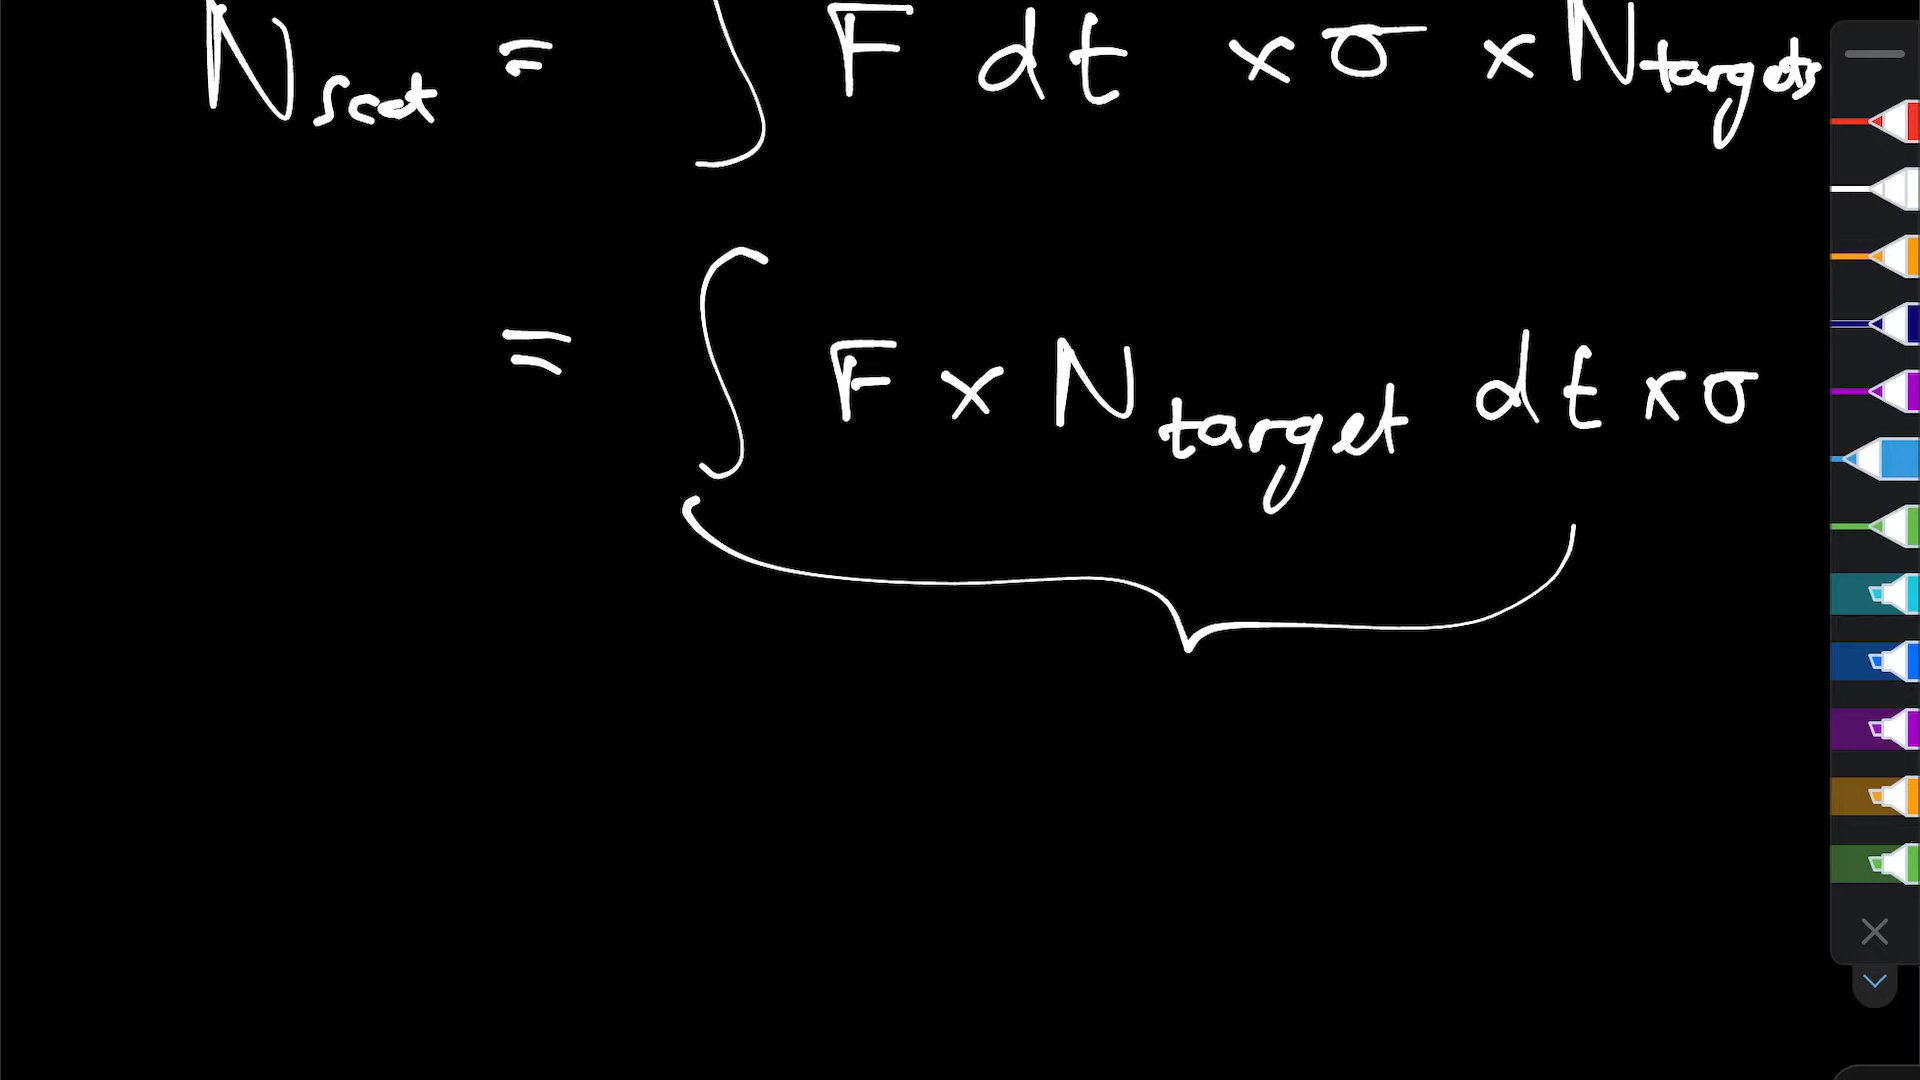 N_scat = ∫ F dt × σ × N_targets
= ∫ F × N_target dt × σ